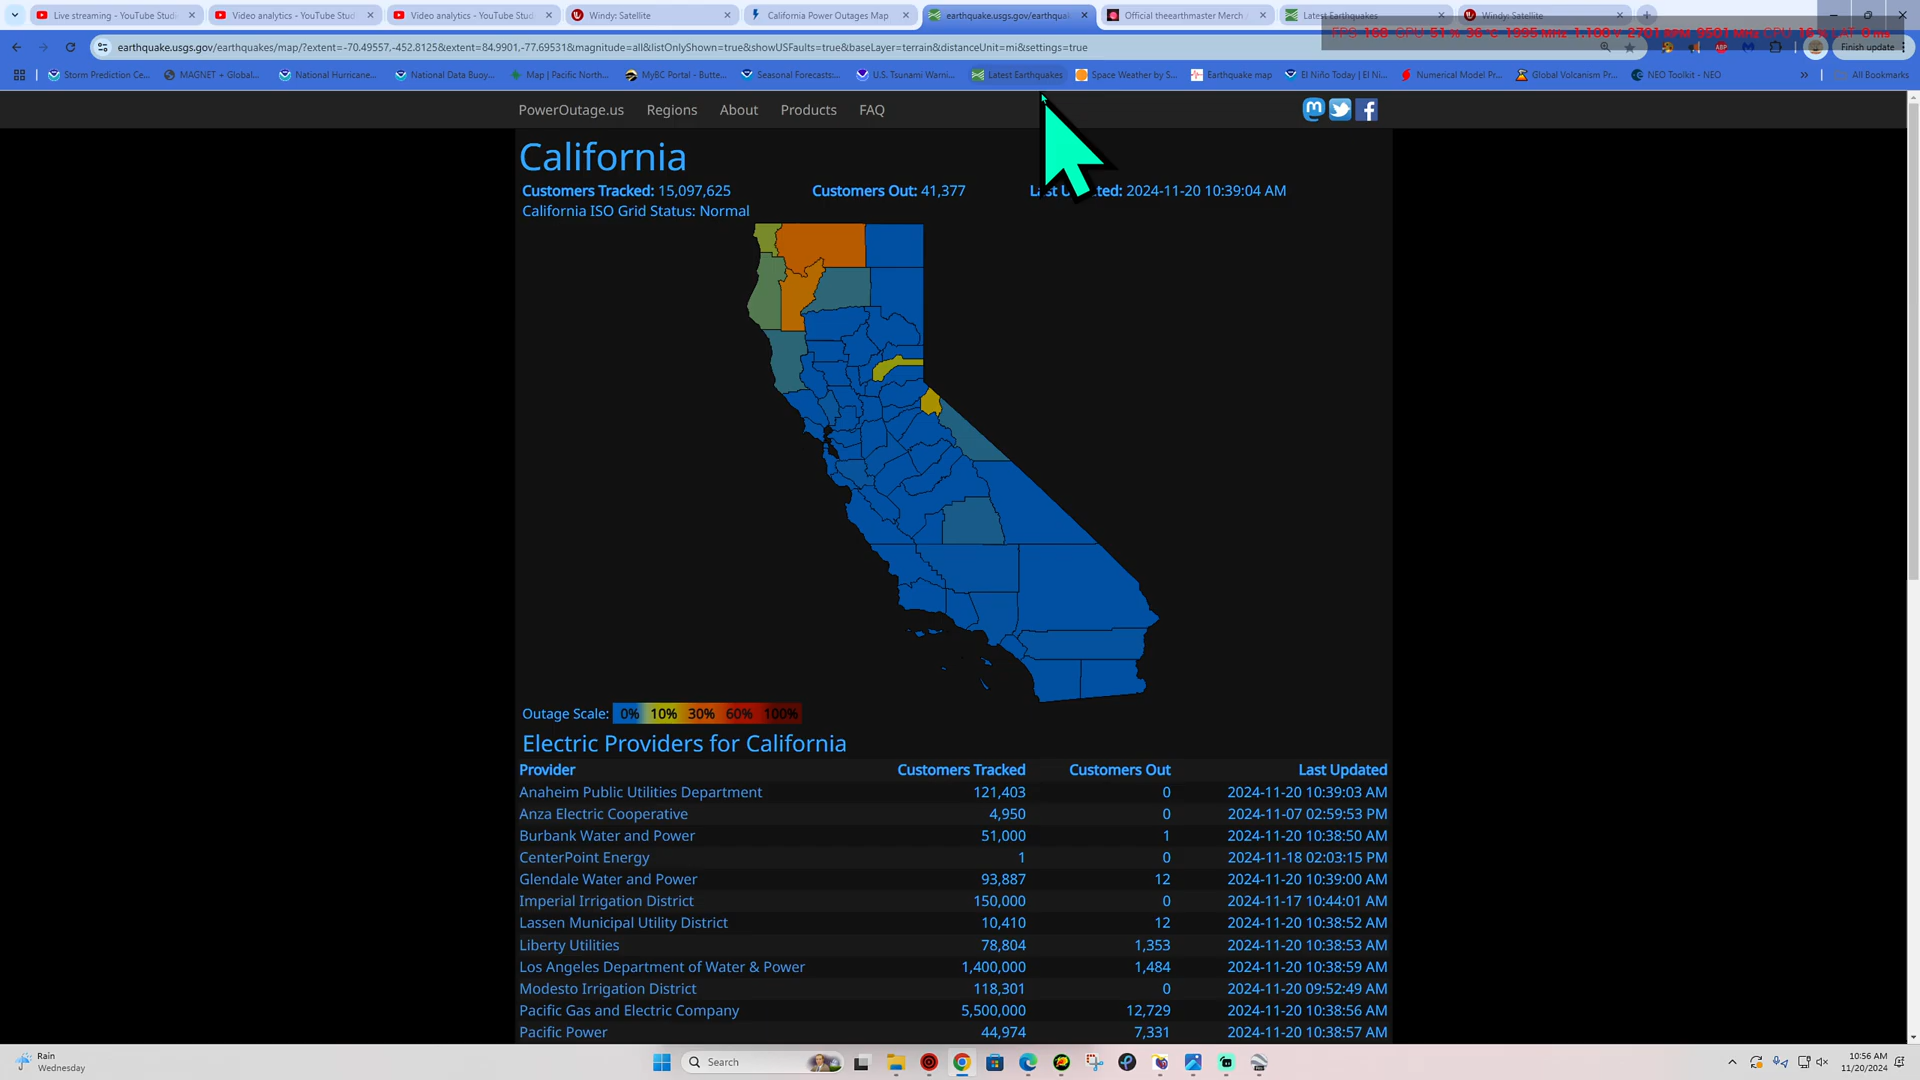 Live streaming - YouTube Stud
Video analytics - YouTube Stud
Video analytics - YouTube Stud
Windy: Satellite
California Power Outages Map
earthquake.usgs.gov/earthqual
Official theearthmaster Merch
Latest Earthquakes
Windy: Satellite
earthquake.usgs.gov/earthquakes/map/?extent=-70.49557,-452.8125&extent=84.9901,-77.69531&magnitude=all&listOnlyShown=true&showUSFaults=true&baseLayer=terrain&distanceUnit=mi&settings=true
Finish update
Storm Prediction Ce...
MAGNET + Global...
National Hurricane...
National Data Buoy...
Map | Pacific North...
MyBC Portal - Butte...
Seasonal Forecasts:...
U.S. Tsunami Warni...
Latest Earthquakes
Space Weather by S...
Earthquake map
El Niño Today | El Ni...
Numerical Model Pr...
Global Volcanism Pr...
NEO Toolkit - NEO
All Bookmarks
PowerOutage.us Regions About Products FAQ
California
Customers Tracked: 15,097,625 Customers Out: 41,377 2024-11-20 10:39:04 AM
California ISO Grid Status: Normal
Outage Scale: 0% 10% 30% 60% 100%
Electric Providers for California
Provider Customers Tracked Customers Out Last Updated
Anaheim Public Utilities Department 121,403 0 2024-11-20 10:39:03 AM
Anza Electric Cooperative 4,950 0 2024-11-07 02:59:53 PM
Burbank Water and Power 51,000 1 2024-11-20 10:38:50 AM
CenterPoint Energy 1 0 2024-11-18 02:03:15 PM
Glendale Water and Power 93,887 12 2024-11-20 10:39:00 AM
Imperial Irrigation District 150,000 0 2024-11-17 10:44:01 AM
Lassen Municipal Utility District 10,410 12 2024-11-20 10:38:52 AM
Liberty Utilities 78,804 1,353 2024-11-20 10:38:53 AM
Los Angeles Department of Water & Power 1,400,000 1,484 2024-11-20 10:38:59 AM
Modesto Irrigation District 118,301 0 2024-11-20 09:52:49 AM
Pacific Gas and Electric Company 5,500,000 12,729 2024-11-20 10:38:56 AM
Pacific Power 44,974 7,331 2024-11-20 10:38:57 AM
Rain
Wednesday
Search
10:56 AM
11/20/2024